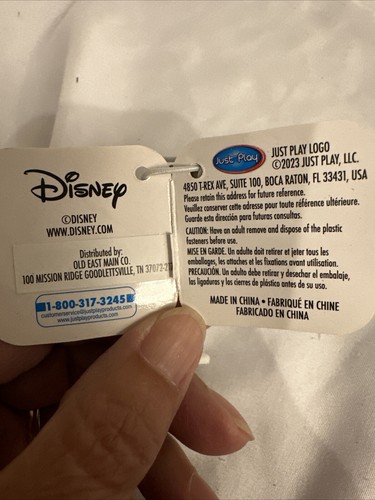 Disney
©DISNEY
WWW.DISNEY.COM
Distributed by:
OLD EAST MAIN CO.
100 MISSION RIDGE GOODLETTSVILLE, TN
1-800-317-3245
customerservice@justplayproducts.com
www.justplayproducts.com
Just Play
JUST PLAY LOGO
©2023 JUST PLAY, LLC.
4850 T-REX AVE, SUITE 100, BOCA RATON, FL 33431, USA
Please retain this address for future reference.
Veuillez conserver cette adresse pour toute référence ultérieure.
Guarde esta dirección para futuras consultas.
CAUTION: Have an adult remove and dispose of the plastic
fasteners before use.
MISE EN GARDE. Un adulte doit retirer et jeter tous les
emballages, les attaches et les fixations avant utilisation.
PRECAUCIÓN. Un adulto debe retirar y desechar el embalaje,
las ligaduras y los cierres de plástico antes de su uso.
MADE IN CHINA • FABRIQUÉ EN CHINE
FABRICADO EN CHINA